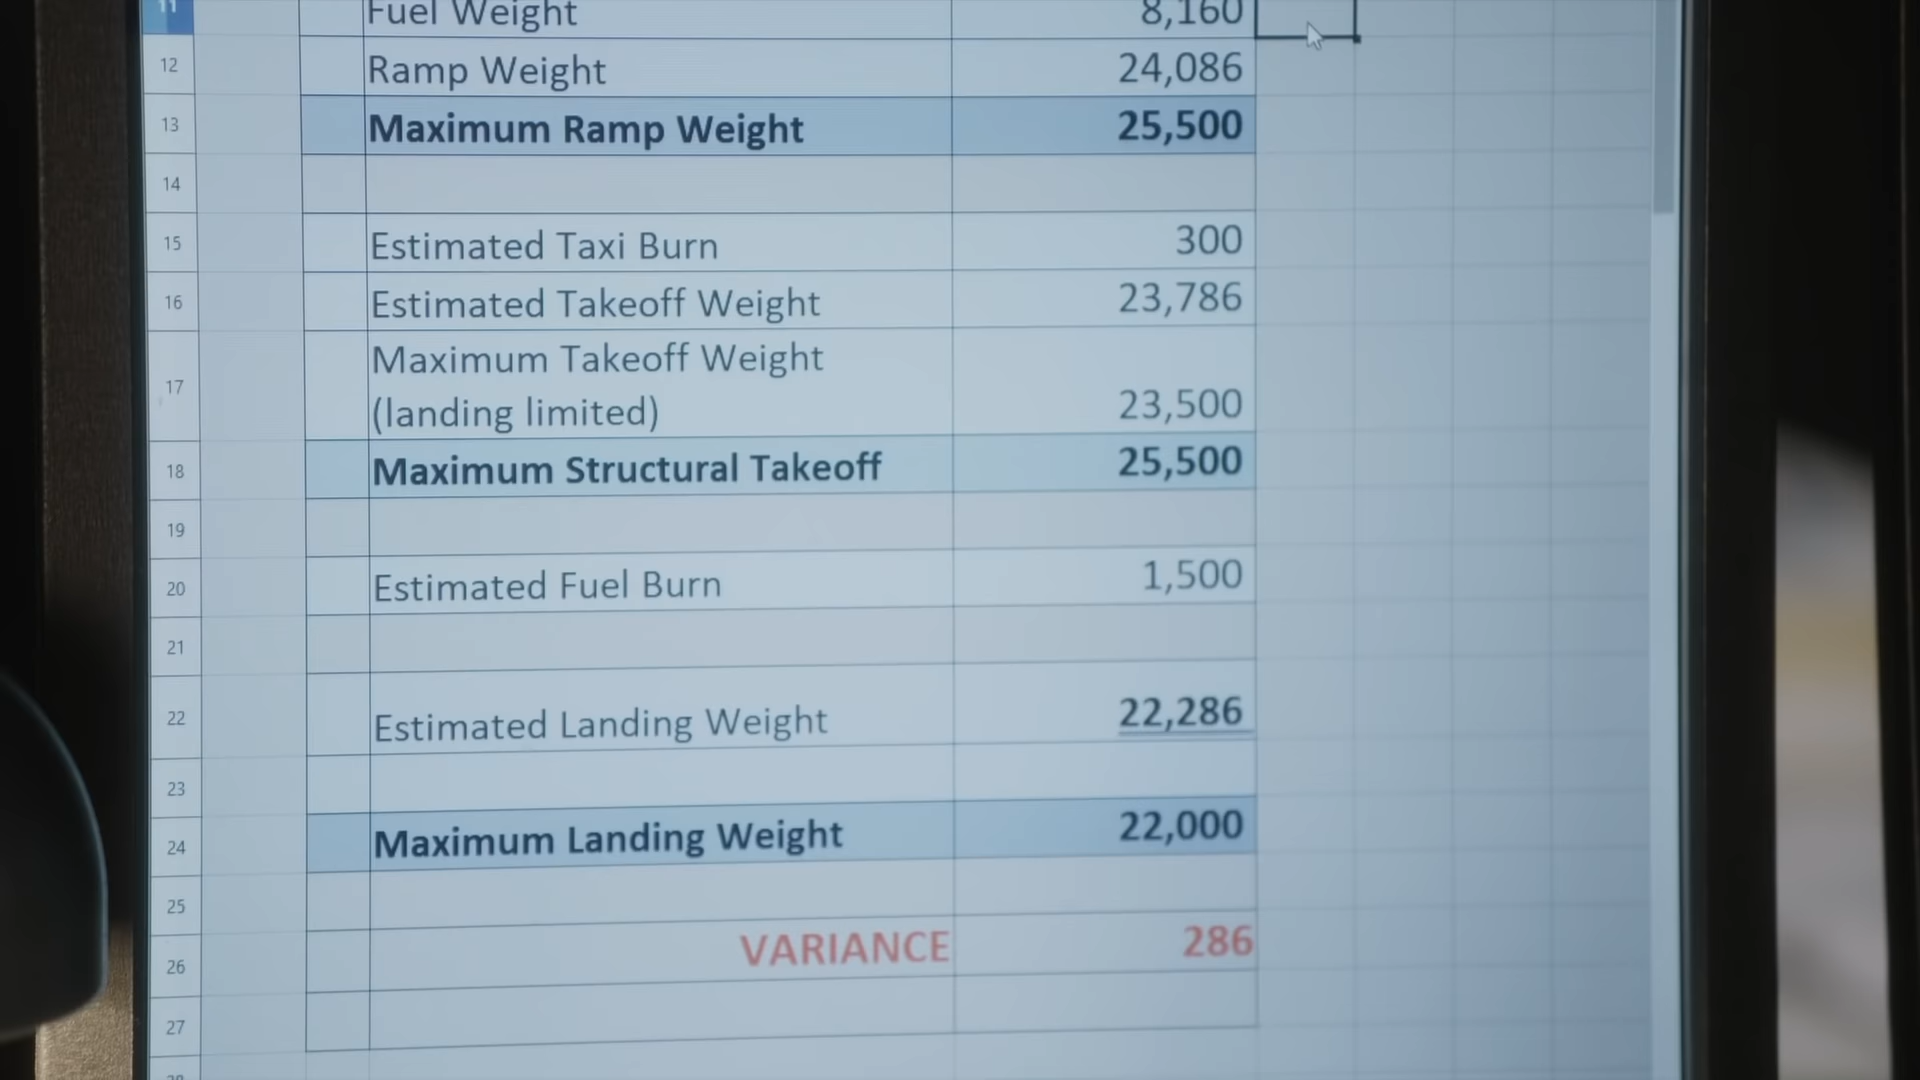 11 Fuel Weight 8,160
12 Ramp Weight 24,086
13 Maximum Ramp Weight 25,500
14
15 Estimated Taxi Burn 300
16 Estimated Takeoff Weight 23,786
17 Maximum Takeoff Weight
(landing limited) 23,500
18 Maximum Structural Takeoff 25,500
19
20 Estimated Fuel Burn 1,500
21
22 Estimated Landing Weight 22,286
23
24 Maximum Landing Weight 22,000
25
26 VARIANCE 286
27